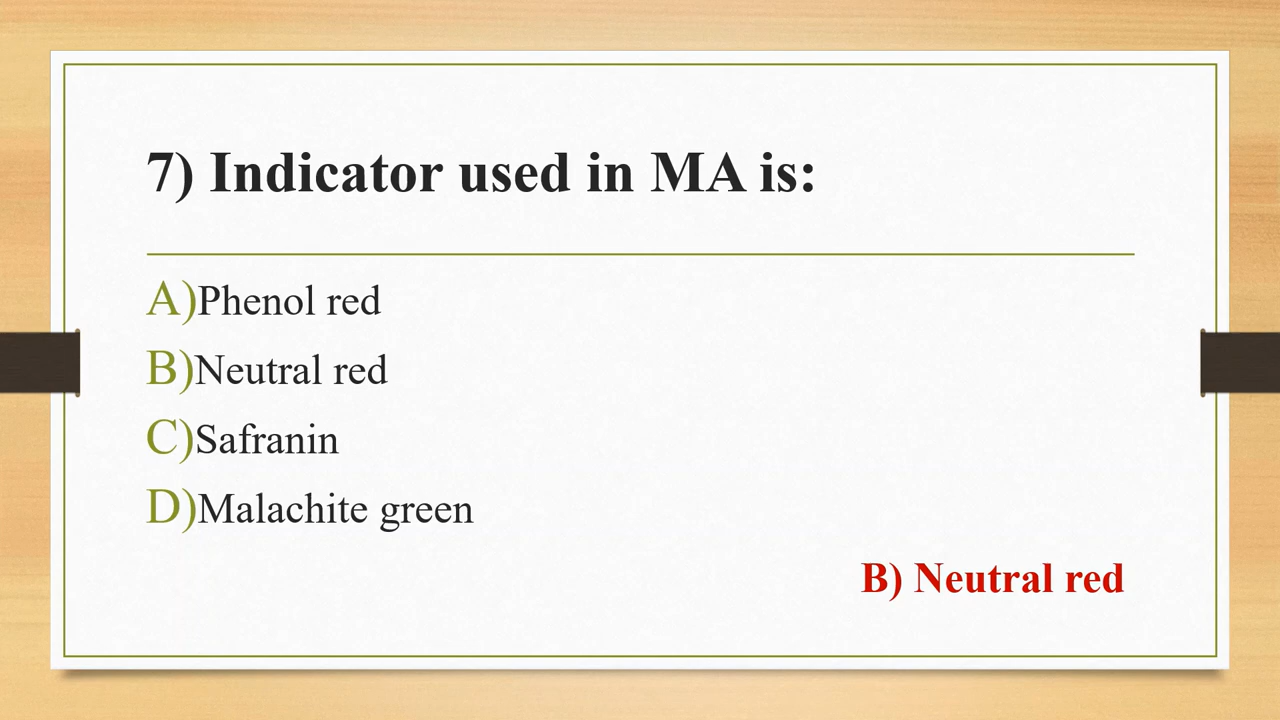 7) Indicator used in MA is:
A)Phenol red
B)Neutral red
C)Safranin
D)Malachite green
B) Neutral red